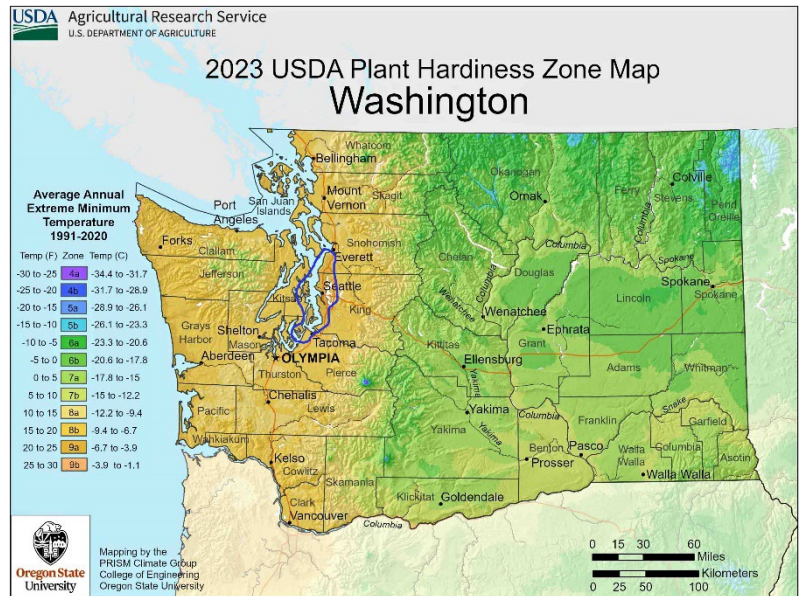 USDA Agricultural Research Service
U.S. DEPARTMENT OF AGRICULTURE
2023 USDA Plant Hardiness Zone Map
Washington
Average Annual
Extreme Minimum
Temperature
1991-2020
Temp (F) Zone Temp (C)
-30 to -25 4a -34.4 to -31.7
-25 to -20 4b -31.7 to -28.9
-20 to -15 5a -28.9 to -26.1
-15 to -10 5b -26.1 to -23.3
-10 to -5 6a -23.3 to -20.6
-5 to 0 6b -20.6 to -17.8
0 to 5 7a -17.8 to -15
5 to 10 7b -15 to -12.2
10 to 15 8a -12.2 to -9.4
15 to 20 8b -9.4 to -6.7
20 to 25 9a -6.7 to -3.9
25 to 30 9b -3.9 to -1.1
Whatcom
Bellingham
San Juan
Islands
Mount
Vernon
Skagit
Okanogan
Omak
Ferry
Stevens
Colville
Pend
Oreille
Columbia
Port
Angeles
Forks
Clallam
Jefferson
Snohomish
Everett
Chelan
Douglas
Columbia
Columbia
Spokane
Spokane
Spokane
Lincoln
Seattle
Kitsap
King
Wenatchee
Wenatchee
Ephrata
Grant
Grays
Harbor
Shelton
Mason
Aberdeen
Tacoma
OLYMPIA
Thurston
Pierce
Kittitas
Ellensburg
Adams
Whitman
Chehalis
Lewis
Pacific
Wahkiakum
Yakima
Yakima
Yakima
Yakima
Columbia
Franklin
Snake
Garfield
Benton
Pasco
Prosser
Walla
Walla
Columbia
Asotin
Walla Walla
Kelso
Cowlitz
Skamania
Clark
Vancouver
Klickitat
Goldendale
Columbia
0 15 30 60
Miles
Kilometers
0 25 50 100
Oregon State
University
Mapping by the
PRISM Climate Group
College of Engineering
Oregon State University